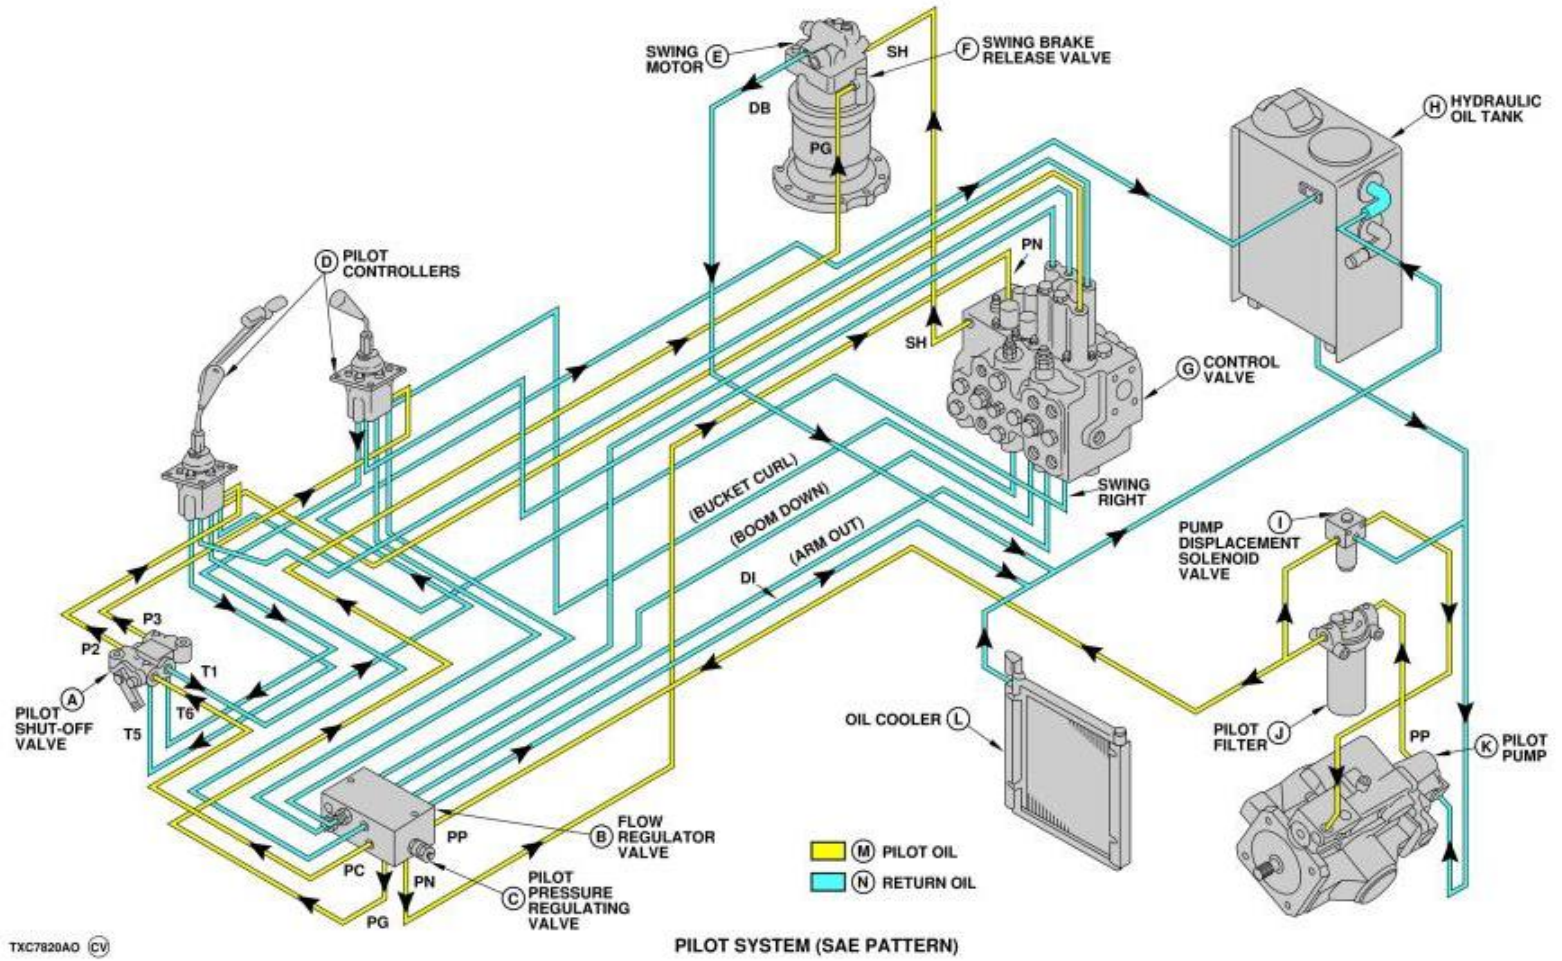 SWING
MOTOR
E
SH
F
SWING BRAKE
RELEASE VALVE
DB
PG
H
HYDRAULIC
OIL TANK
D
PILOT
CONTROLLERS
PN
SH
G
CONTROL
VALVE
(BUCKET CURL)
(BOOM DOWN)
(ARM OUT)
DI
SWING
RIGHT
I
PUMP
DISPLACEMENT
SOLENOID
VALVE
P3
P2
T1
T6
T5
A
PILOT
SHUT-OFF
VALVE
OIL COOLER
L
PILOT
FILTER
J
PP
K
PILOT
PUMP
PP
B
FLOW
REGULATOR
VALVE
PC
PN
PG
C
PILOT
PRESSURE
REGULATING
VALVE
M
PILOT OIL
N
RETURN OIL
TXC7820AO
CV
PILOT SYSTEM (SAE PATTERN)